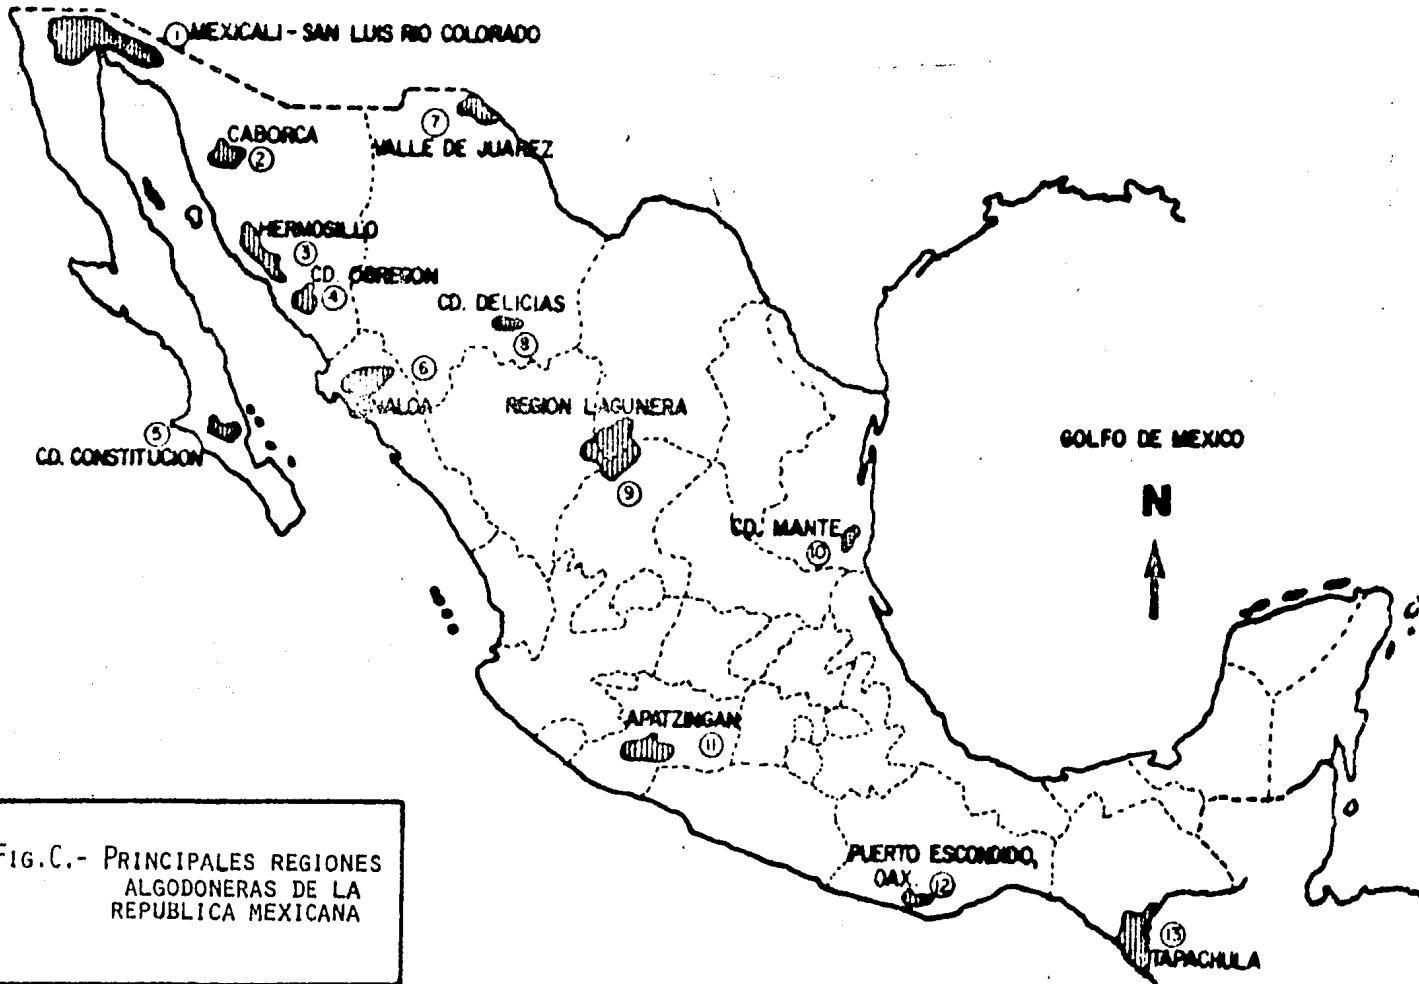 ① MEXICALI - SAN LUIS RIO COLORADO
⑦
VALLE DE JUAREZ
CABORCA
②
HERMOSILLO
③
CD. OBREGON
④
CD. DELICIAS
⑧
⑥
REGION LAGUNERA
⑨
⑤
CD. CONSTITUCION
GOLFO DE MEXICO
N
CD. MANTE
⑩
APATZINGAN
⑪
PUERTO ESCONDIDO,
OAX. ⑫
⑬
TAPACHULA
FIG.C.- PRINCIPALES REGIONES
ALGODONERAS DE LA
REPUBLICA MEXICANA